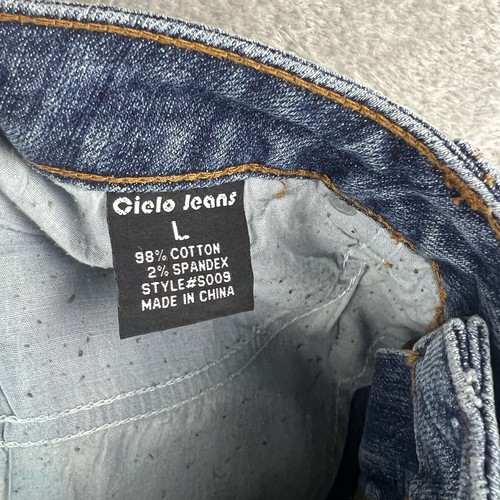 Cielo Jeans
L
98% COTTON
2% SPANDEX
STYLE#S009
MADE IN CHINA